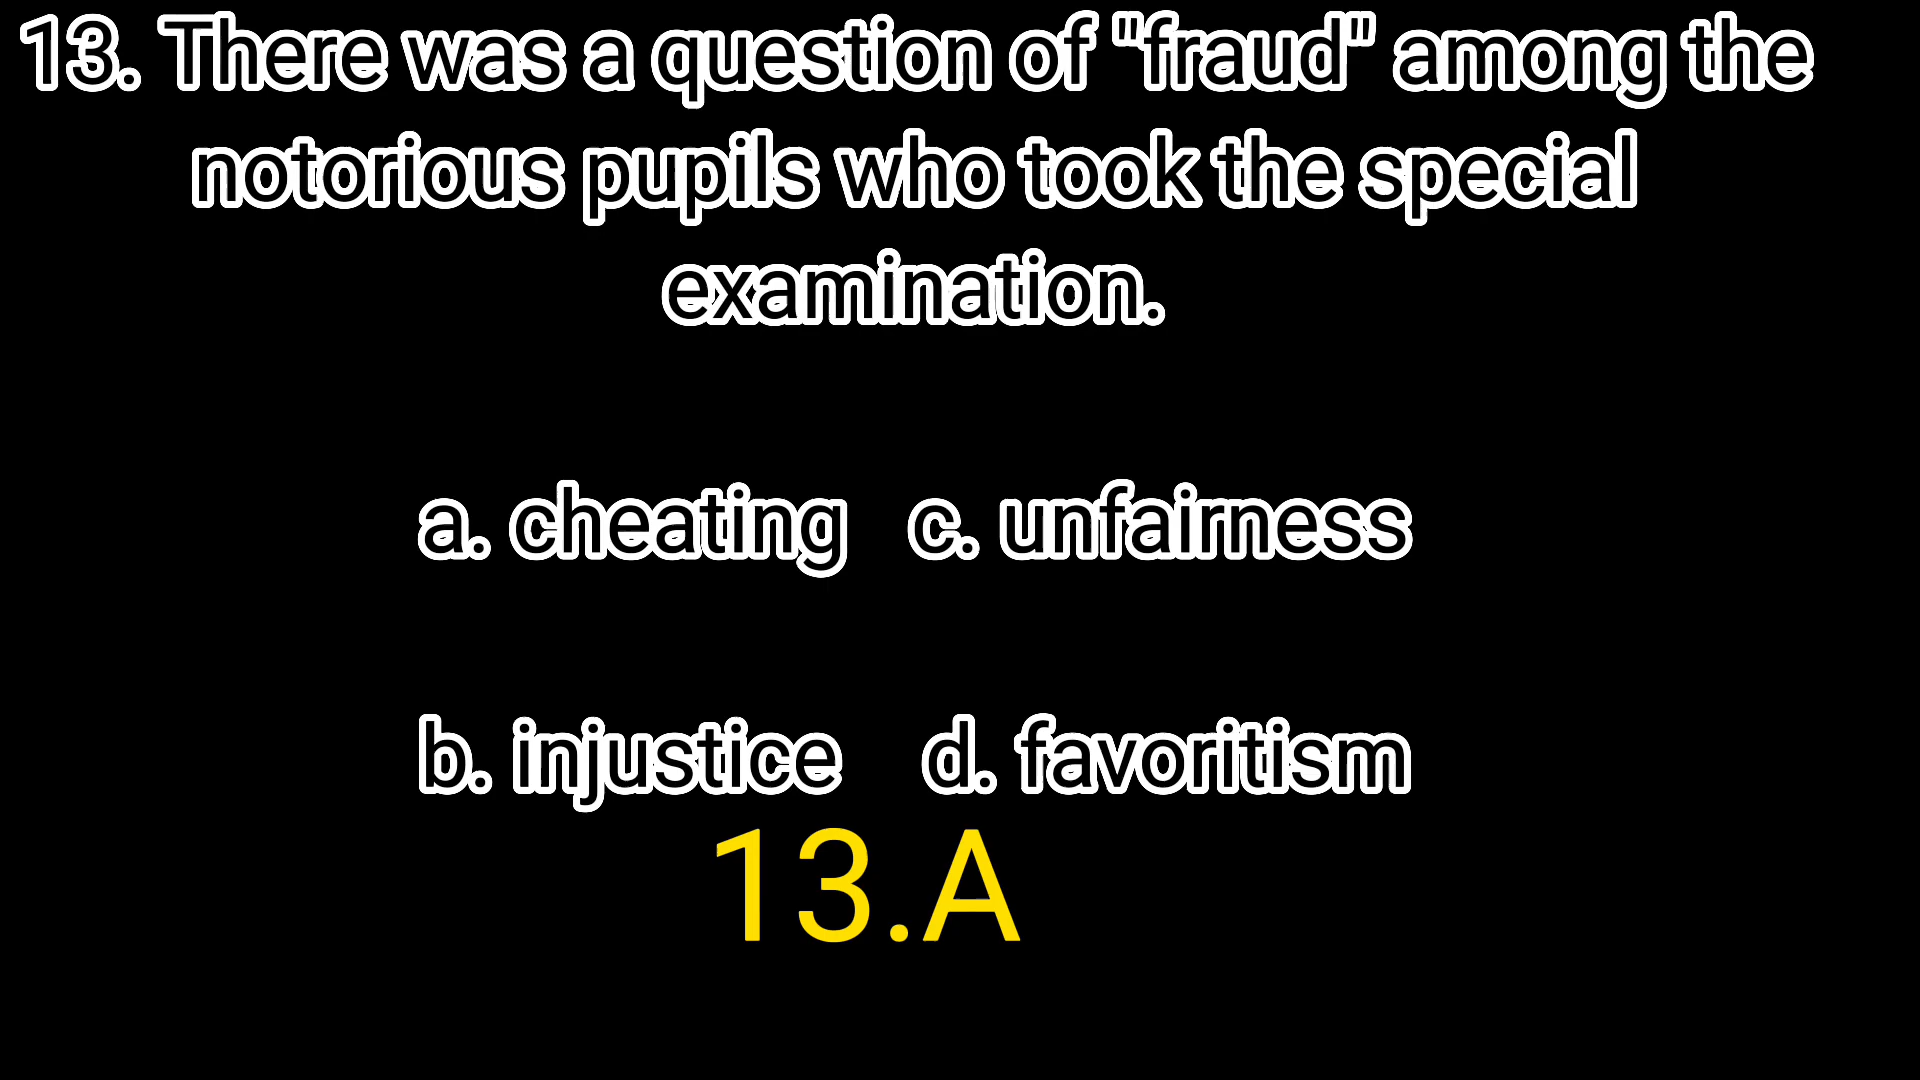 13. There was a question of "fraud" among the
notorious pupils who took the special
examination.
a. cheating c. unfairness
b. injustice d. favoritism
13.A